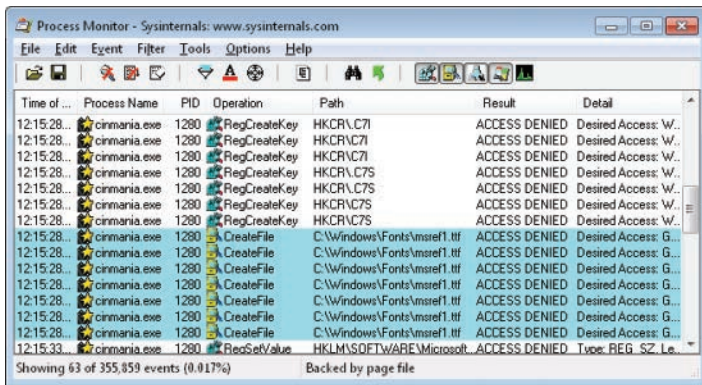 Process Monitor - Sysinternals: www.sysinternals.com
File Edit Event Filter Tools Options Help
Time of ... Process Name PID Operation Path Result Detail
12:15:28... cinmania.exe 1280 RegCreateKey HKCR\.C7I ACCESS DENIED Desired Access: W...
12:15:28... cinmania.exe 1280 RegCreateKey HKCR\C7I ACCESS DENIED Desired Access: W...
12:15:28... cinmania.exe 1280 RegCreateKey HKCR\C7I ACCESS DENIED Desired Access: W...
12:15:28... cinmania.exe 1280 RegCreateKey HKCR\.C7S ACCESS DENIED Desired Access: W...
12:15:28... cinmania.exe 1280 RegCreateKey HKCR\.C7S ACCESS DENIED Desired Access: W...
12:15:28... cinmania.exe 1280 RegCreateKey HKCR\C7S ACCESS DENIED Desired Access: W...
12:15:28... cinmania.exe 1280 RegCreateKey HKCR\C7S ACCESS DENIED Desired Access: W...
12:15:28... cinmania.exe 1280 CreateFile C:\Windows\Fonts\msref1.ttf ACCESS DENIED Desired Access: G...
12:15:28... cinmania.exe 1280 CreateFile C:\Windows\Fonts\msref1.ttf ACCESS DENIED Desired Access: G...
12:15:28... cinmania.exe 1280 CreateFile C:\Windows\Fonts\msref1.ttf ACCESS DENIED Desired Access: G...
12:15:28... cinmania.exe 1280 CreateFile C:\Windows\Fonts\msref1.ttf ACCESS DENIED Desired Access: G...
12:15:28... cinmania.exe 1280 CreateFile C:\Windows\Fonts\msref1.ttf ACCESS DENIED Desired Access: G...
12:15:28... cinmania.exe 1280 CreateFile C:\Windows\Fonts\msref1.ttf ACCESS DENIED Desired Access: G...
12:15:28... cinmania.exe 1280 CreateFile C:\Windows\Fonts\msref1.ttf ACCESS DENIED Desired Access: G...
12:15:33... cinmania.exe 1280 RegSetValue HKLM\SOFTWARE\Microsoft... ACCESS DENIED Type: REG_SZ, Le...
Showing 63 of 355,859 events (0.017%) Backed by page file